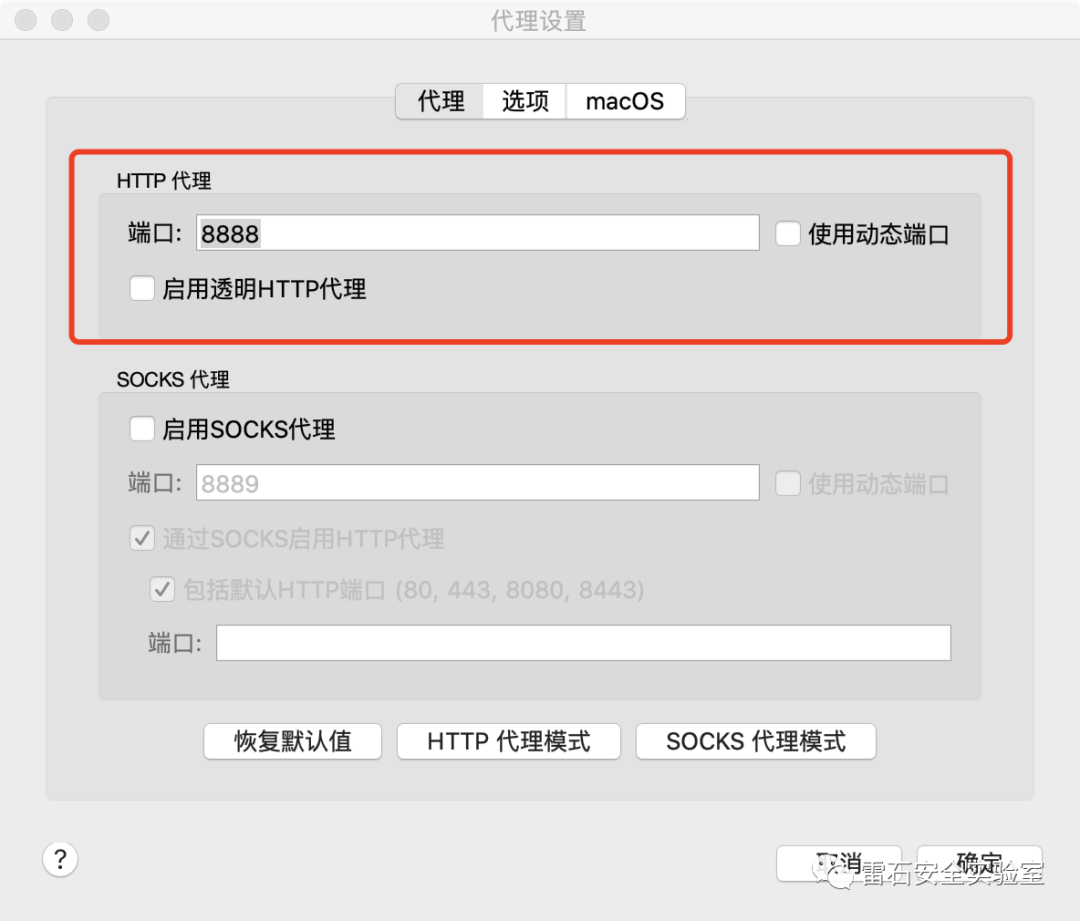 代理设置
代理 选项 macOS
HTTP 代理
端口: 8888 使用动态端口
启用透明HTTP代理
SOCKS 代理
启用SOCKS代理
端口: 8889 使用动态端口
通过SOCKS启用HTTP代理
包括默认HTTP端口 (80, 443, 8080, 8443)
端口:
恢复默认值 HTTP 代理模式 SOCKS 代理模式
? 取消 确定
雷石安全实验室